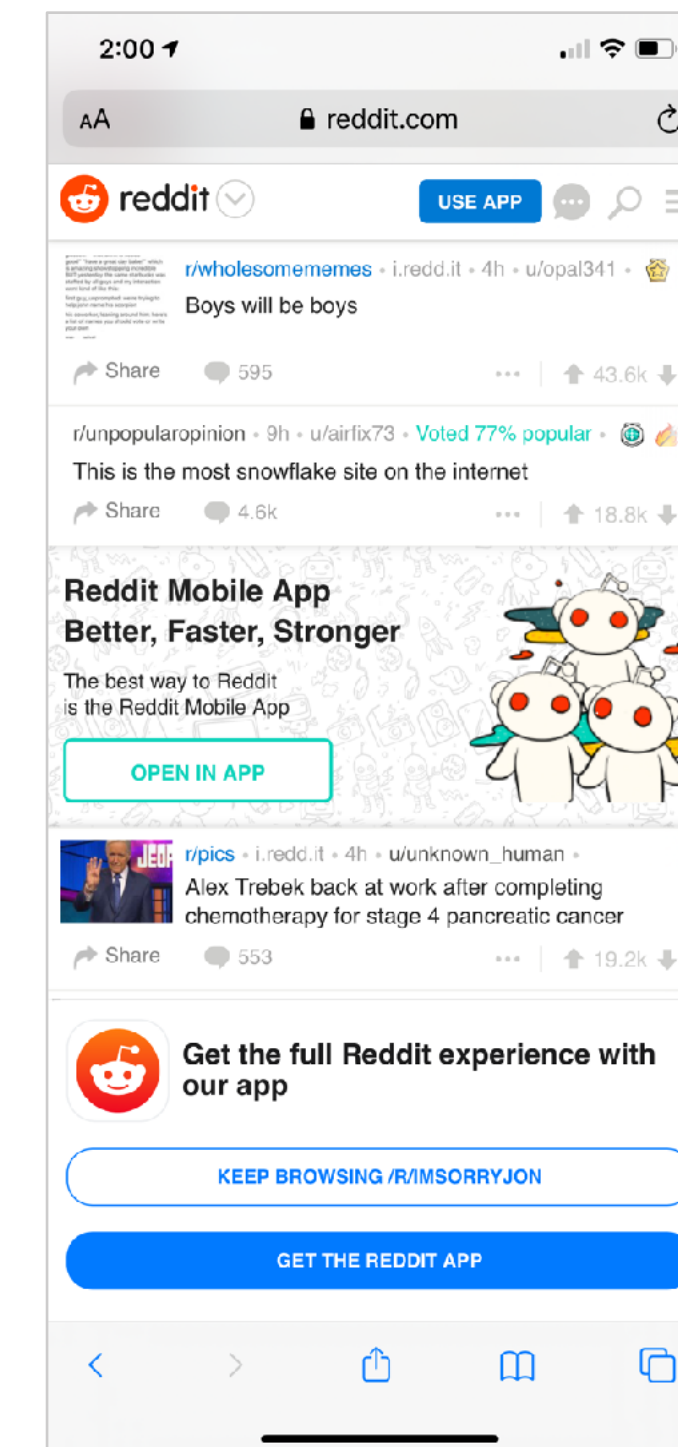 2:00
AA reddit.com
reddit USE APP
r/wholesomememes • i.redd.it • 4h • u/opal341 •
Boys will be boys
Share 595 ••• 43.6k
r/unpopularopinion • 9h • u/airfix73 • Voted 77% popular •
This is the most snowflake site on the internet
Share 4.6k ••• 18.8k
Reddit Mobile App
Better, Faster, Stronger
The best way to Reddit
is the Reddit Mobile App
OPEN IN APP
JEOP
r/pics • i.redd.it • 4h • u/unknown_human •
Alex Trebek back at work after completing
chemotherapy for stage 4 pancreatic cancer
Share 553 ••• 19.2k
Get the full Reddit experience with
our app
KEEP BROWSING /R/IMSORRYJON
GET THE REDDIT APP